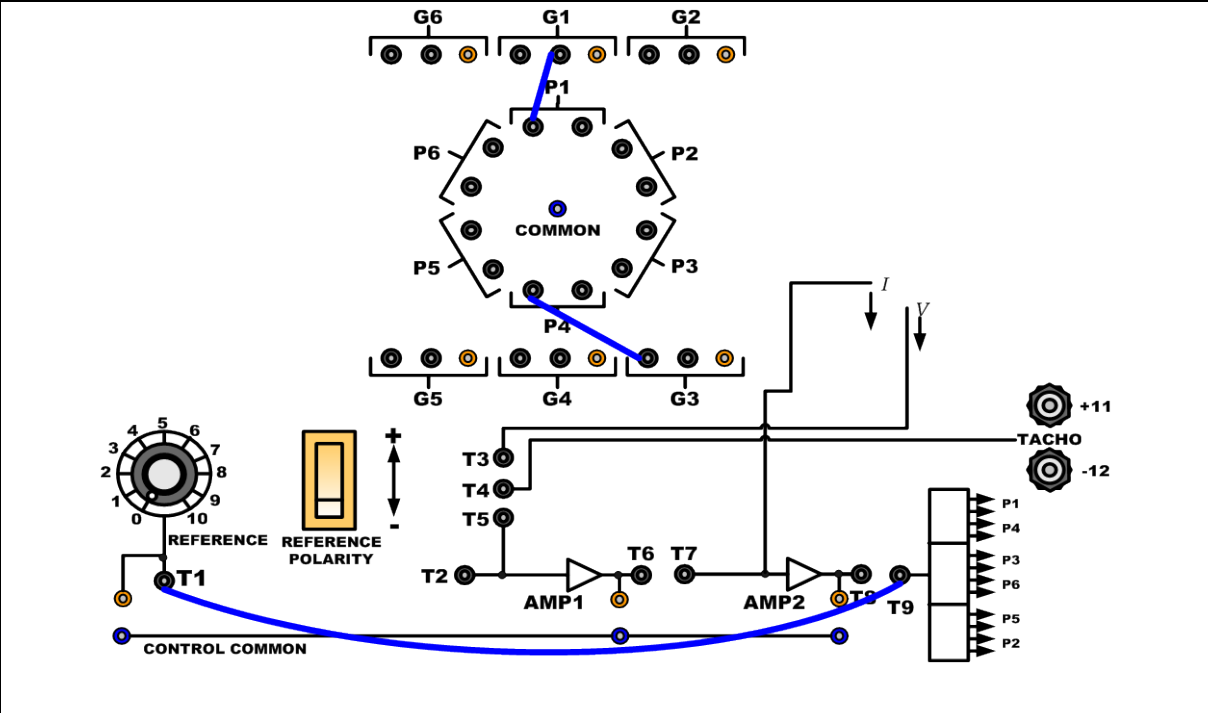 G6 G1 G2
P1
P6 P2
COMMON
P5 P3
P4
I
V
G5 G4 G3
+11
TACHO
-12
0 1 2 3 4 5 6 7 8 9 10
REFERENCE
+
-
REFERENCE
POLARITY
T3
T4
T5
T1
T2 T6 T7 T8 T9
AMP1 AMP2
CONTROL COMMON
P1
P4
P3
P6
P5
P2